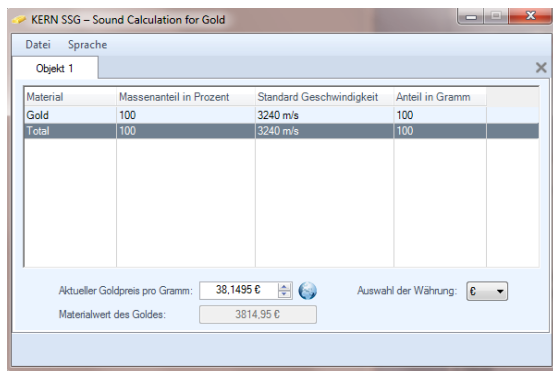 KERN SSG – Sound Calculation for Gold
Datei Sprache
Objekt 1
Material Massenanteil in Prozent Standard Geschwindigkeit Anteil in Gramm
Gold 100 3240 m/s 100
Total 100 3240 m/s 100
Aktueller Goldpreis pro Gramm: 38,1495 € Auswahl der Währung: €
Materialwert des Goldes: 3814,95 €